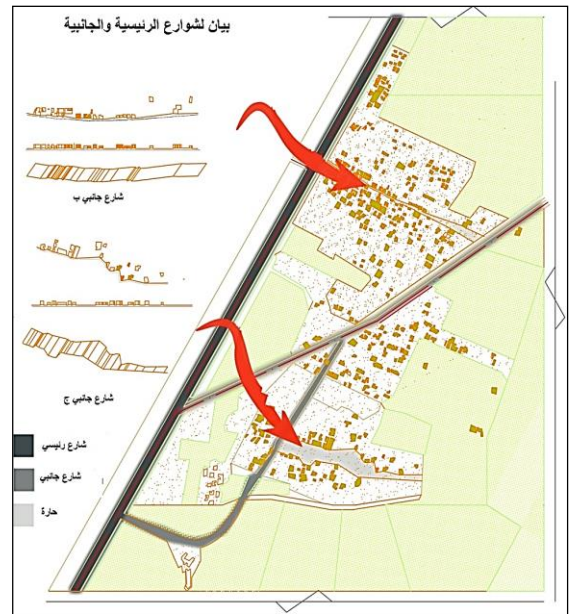 بيان لشوارع الرئيسية والجانبية
شارع جانبي ب
شارع جانبي ج
شارع رئيسي
شارع جانبي
حارة